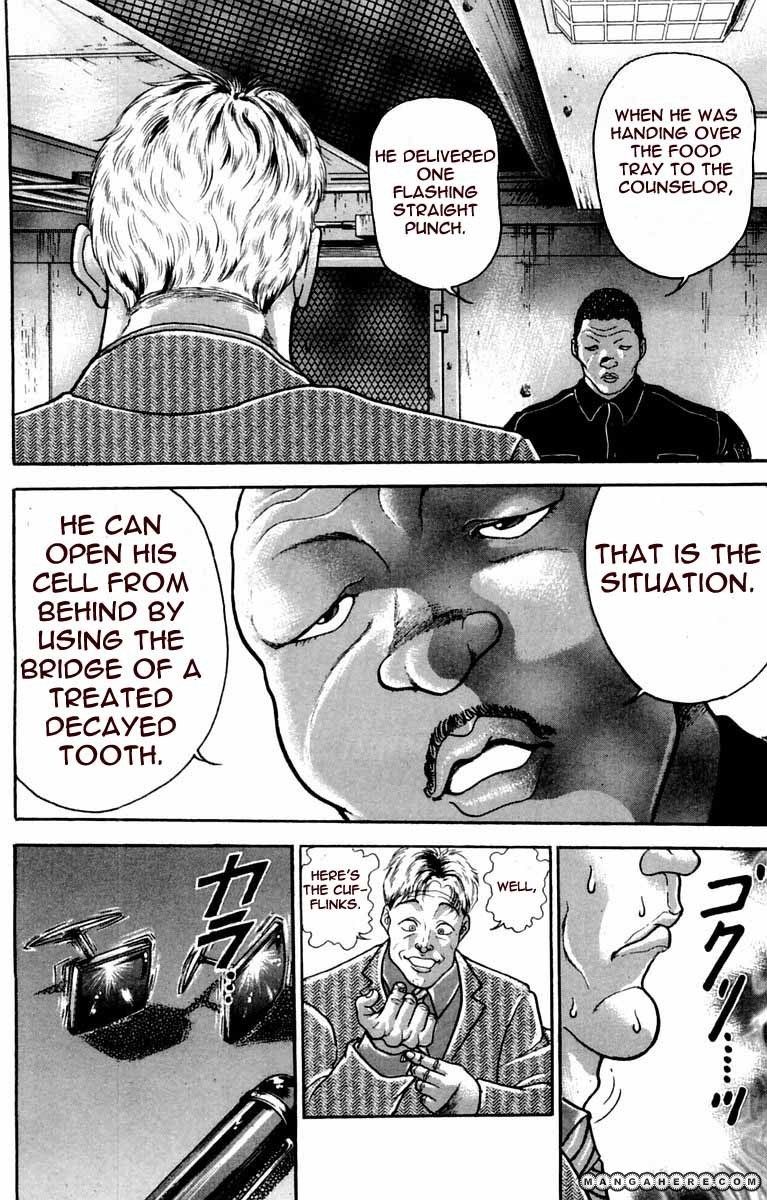 WHEN HE WAS
HANDING OVER
THE FOOD
TRAY TO THE
COUNSELOR,
HE DELIVERED
ONE
FLASHING
STRAIGHT
PUNCH.
THAT IS THE
SITUATION.
HE CAN
OPEN HIS
CELL FROM
BEHIND BY
USING THE
BRIDGE OF A
TREATED
DECAYED
TOOTH.
ゴクリ……ッ
WELL,
HERE'S
THE CUF-
FLINKS.
カラ…
MANGAHERE.COM